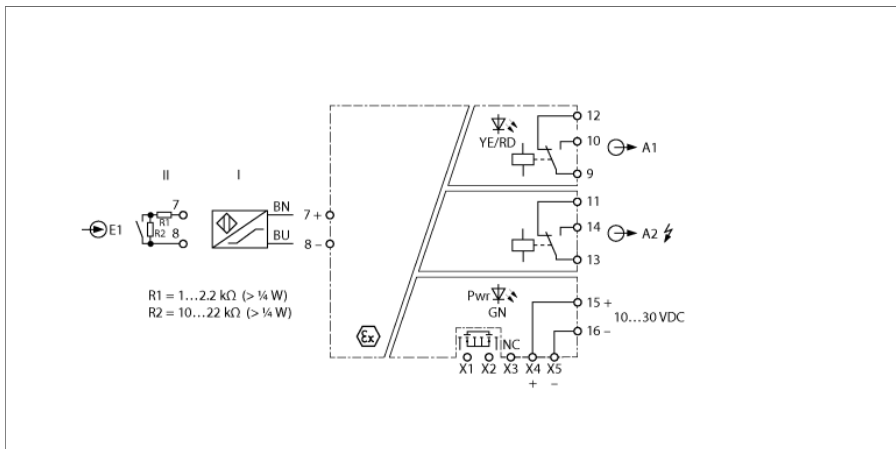 II I
7
R1
E1
R2
8
BN
7 +
BU
8 –
R1 = 1…2.2 kΩ (> ¼ W)
R2 = 10…22 kΩ (> ¼ W)
Ex
YE/RD
12
10
A1
9
11
14
A2
13
Pwr
GN
15 +
10…30 VDC
16 –
NC
X1 X2 X3 X4 X5
+ –